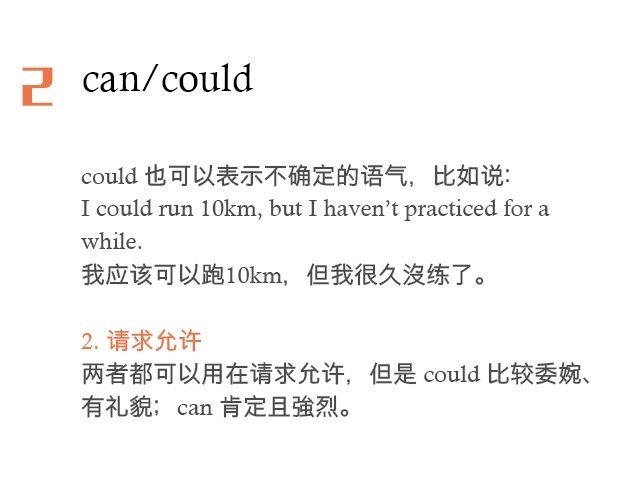 2 can/could
could 也可以表示不确定的语气，比如说：
I could run 10km, but I haven’t practiced for a
while.
我应该可以跑10km，但我很久沒练了。
2. 请求允许
两者都可以用在请求允许，但是 could 比较委婉、
有礼貌；can 肯定且強烈。